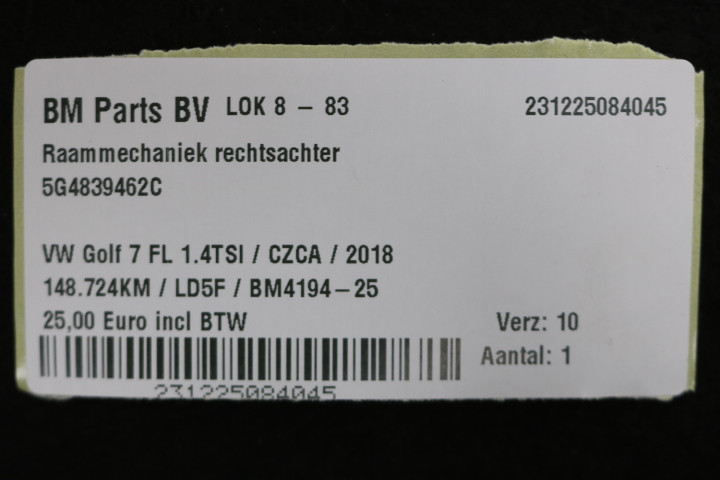 BM Parts BV LOK 8 - 83 231225084045
Raammechaniek rechtsachter
5G4839462C
VW Golf 7 FL 1.4TSI / CZCA / 2018
148.724KM / LD5F / BM4194-25
25,00 Euro incl BTW Verz: 10
Aantal: 1
231225084045